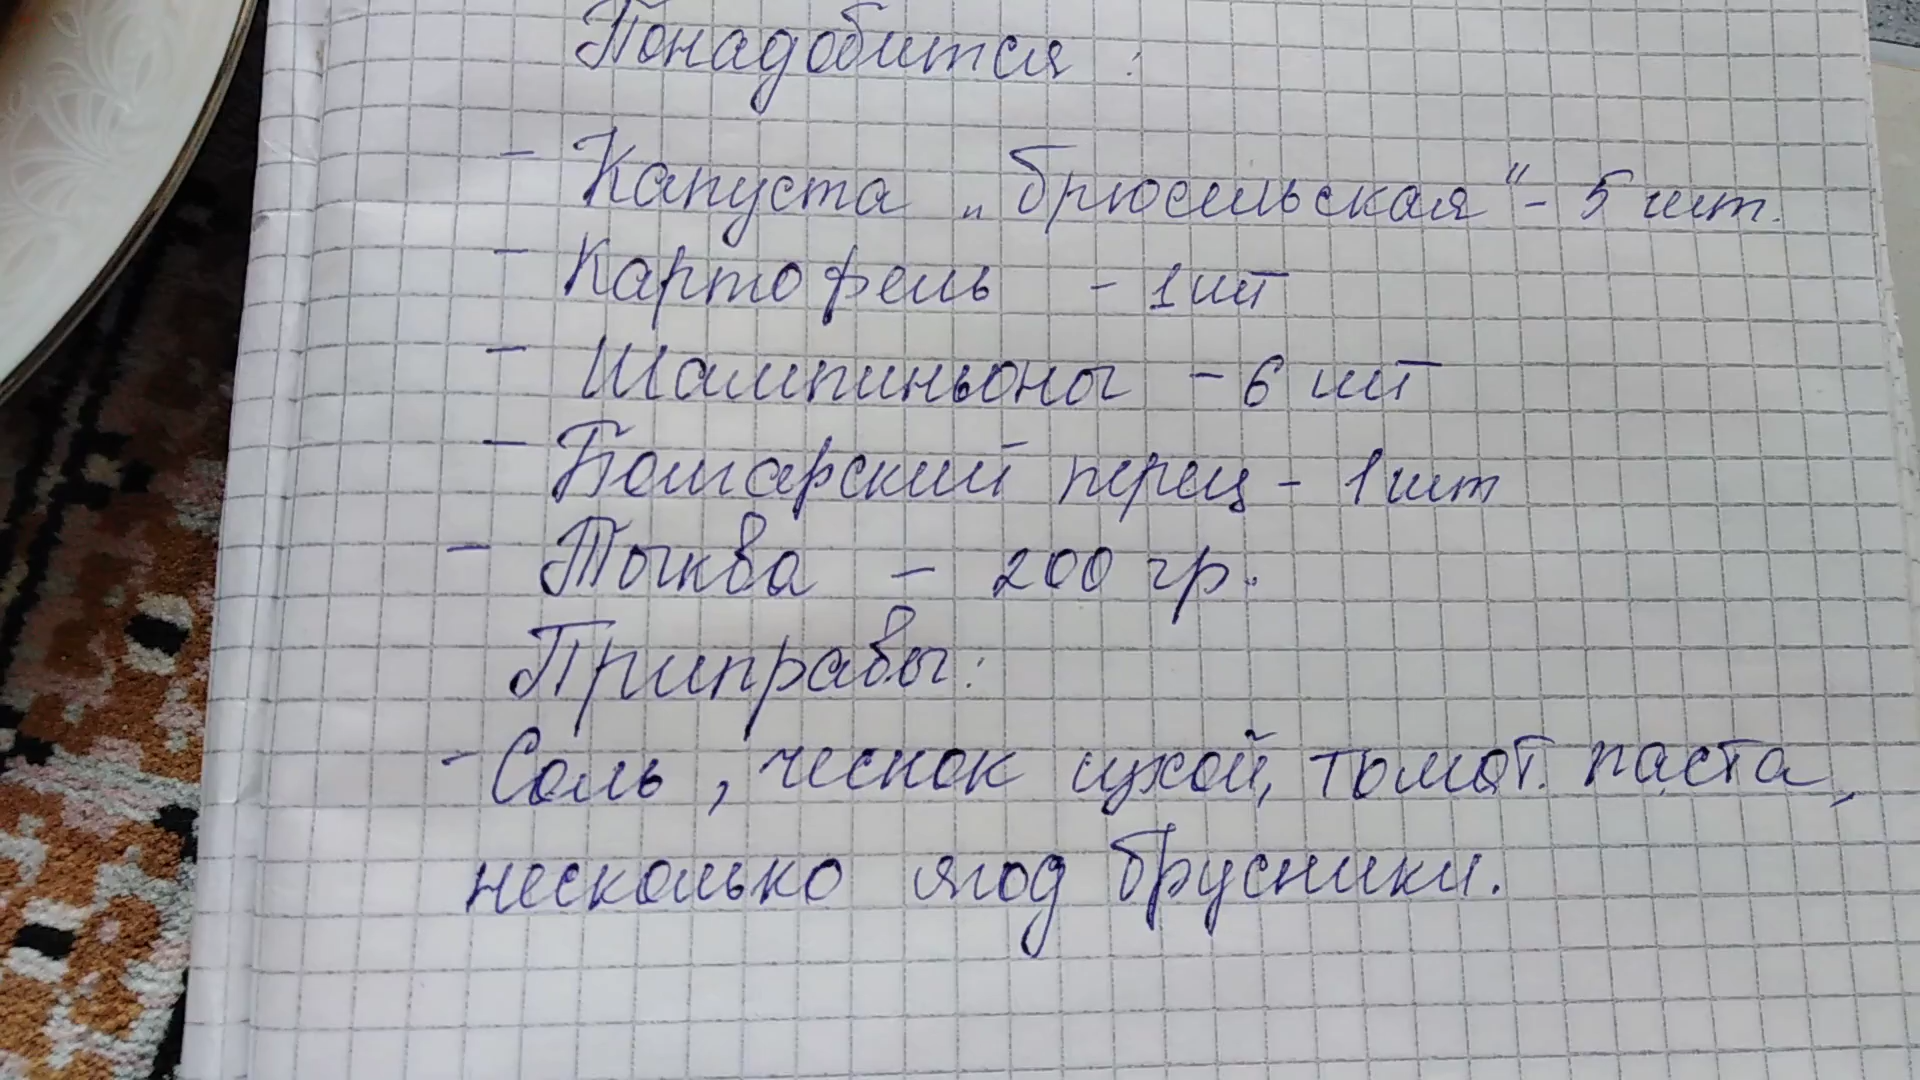 Понадобится :
- Капуста „брюсельская" - 5 шт.
- Картофель - 1 шт
- Шампиньоны - 6 шт
- Болгарский перец - 1 шт
- Тыква - 200 гр.
Приправы:
- Соль, чеснок сухой, томат. паста,
несколько ягод брусники.